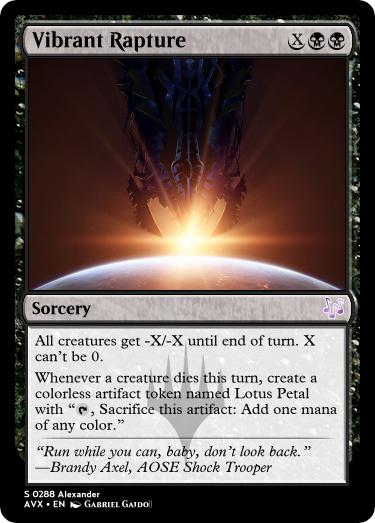 Vibrant Rapture X
Sorcery
All creatures get -X/-X until end of turn. X
can't be 0.
Whenever a creature dies this turn, create a
colorless artifact token named Lotus Petal
with “, Sacrifice this artifact: Add one mana
of any color.”
“Run while you can, baby, don't look back.”
—Brandy Axel, AOSE Shock Trooper
S 0288 Alexander
AVX • EN Gabriel Gajdo